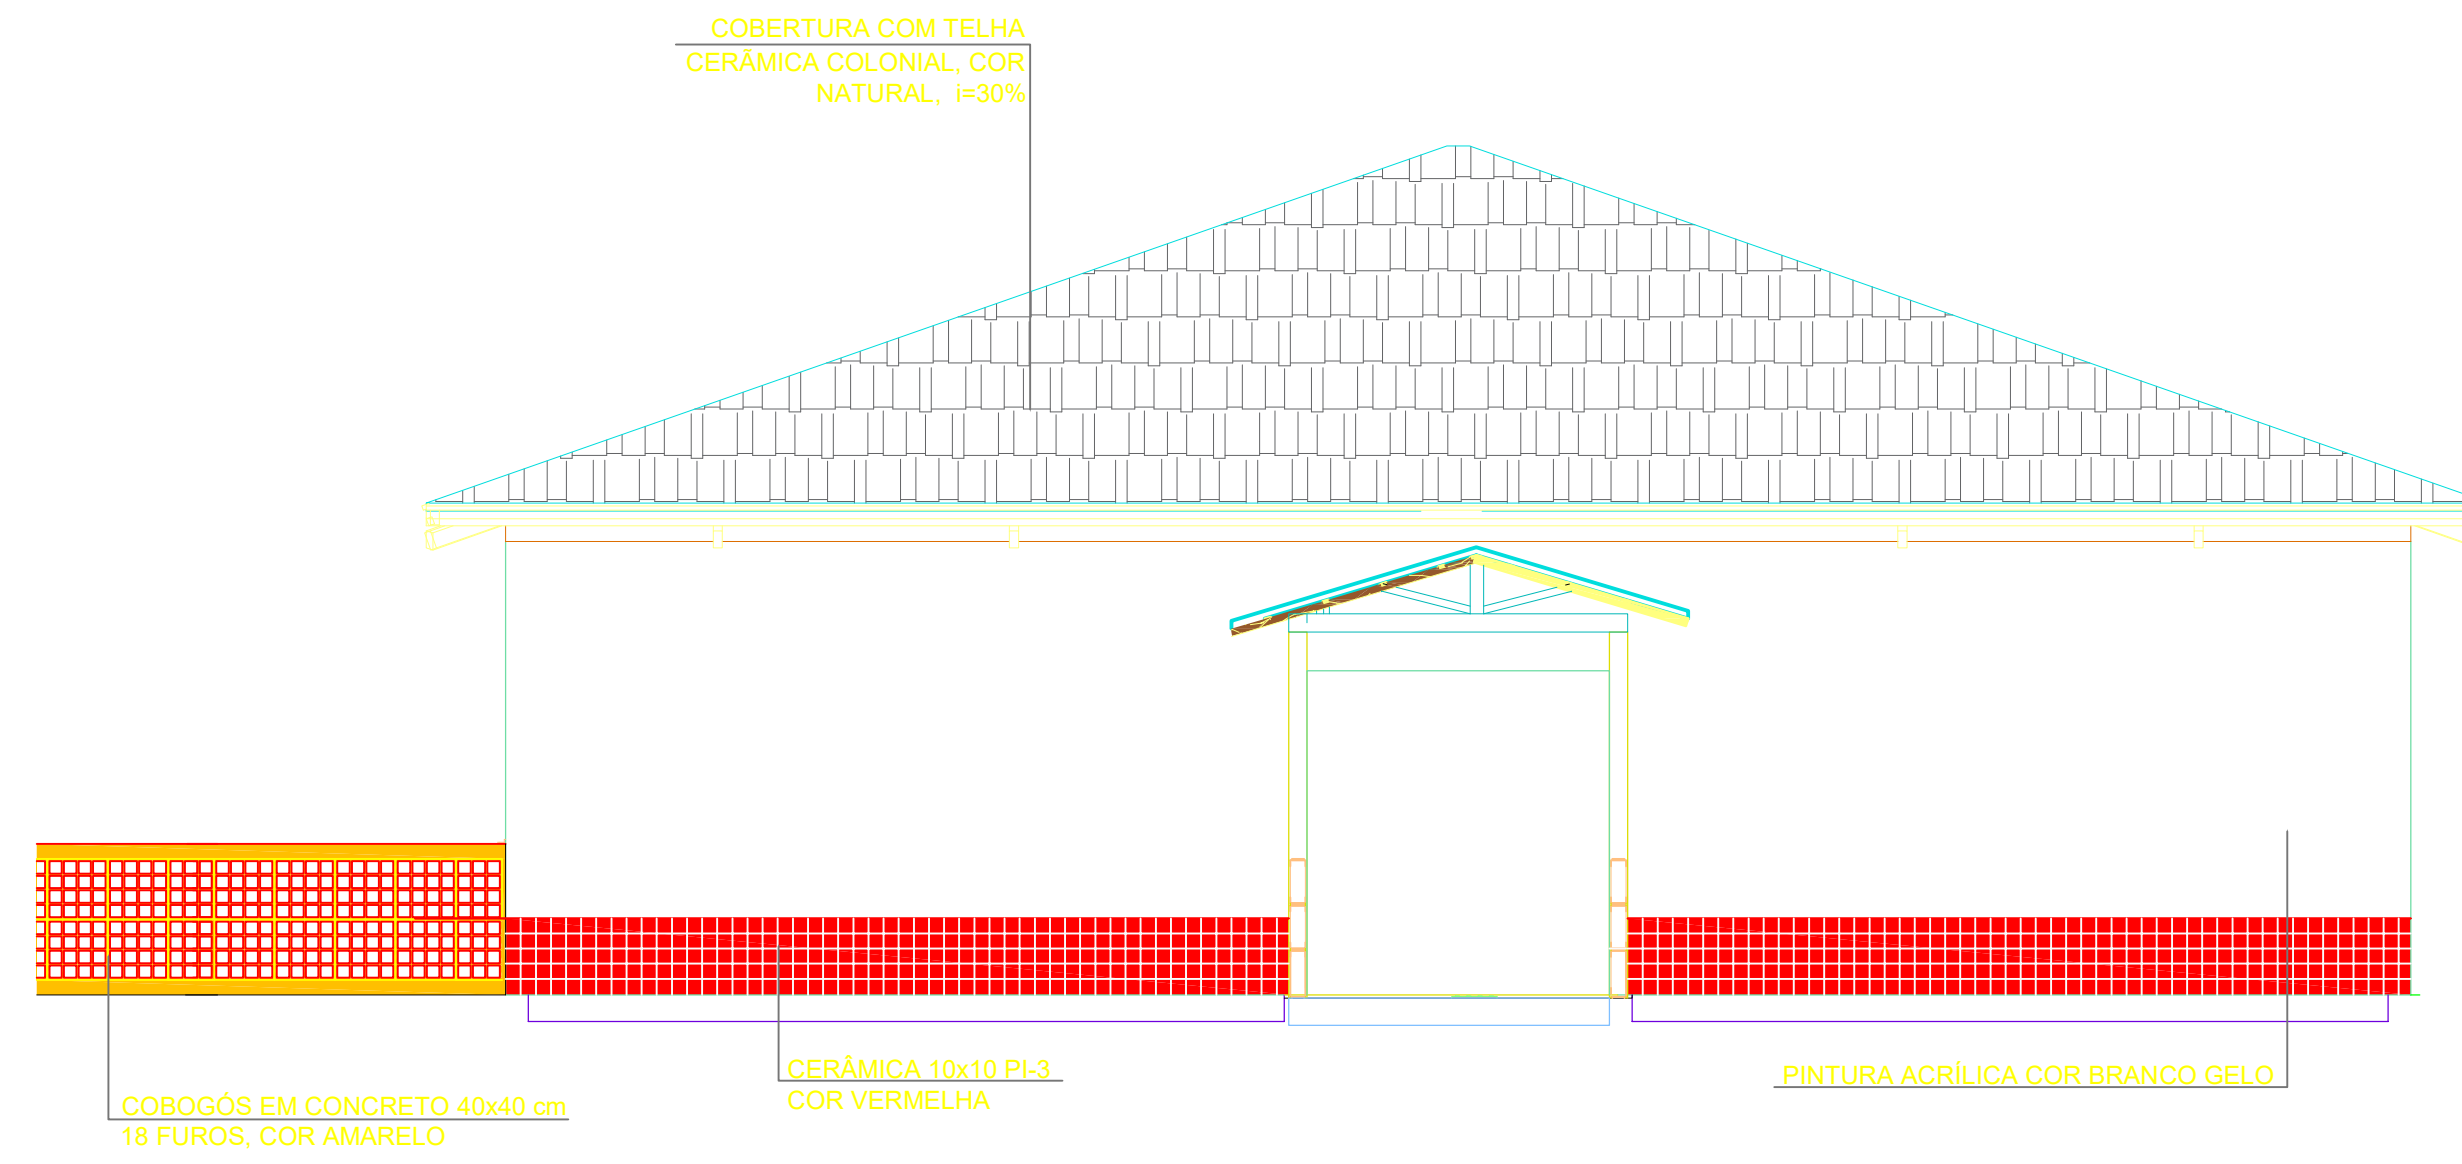 COBERTURA COM TELHA
CERÃMICA COLONIAL, COR
NATURAL, i=30%
CERÂMICA 10x10 PI-3
COR VERMELHA
PINTURA ACRÍLICA COR BRANCO GELO
COBOGÓS EM CONCRETO 40x40 cm
18 FUROS, COR AMARELO